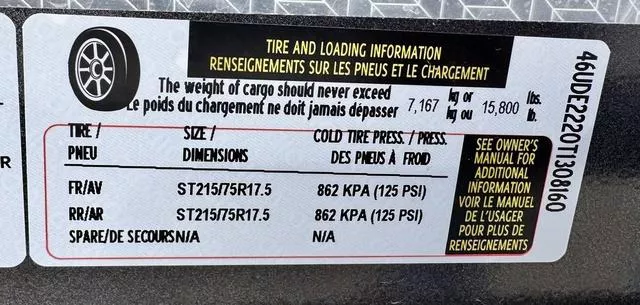 TIRE AND LOADING INFORMATION
RENSEIGNEMENTS SUR LES PNEUS ET LE CHARGEMENT
The weight of cargo should never exceed
Le poids du chargement ne doit jamais dépasser 7,167 kg or / kg ou 15,800 lbs. / lb.
TIRE / SIZE / COLD TIRE PRESS. / PRESS.
PNEU DIMENSIONS DES PNEUS À FROID
FR/AV ST215/75R17.5 862 KPA (125 PSI)
RR/AR ST215/75R17.5 862 KPA (125 PSI)
SPARE/DE SECOURS N/A N/A
SEE OWNER'S
MANUAL FOR
ADDITIONAL
INFORMATION
VOIR LE MANUEL
DE L'USAGER
POUR PLUS DE
RENSEIGNEMENTS
46UDE2220T1308160
R